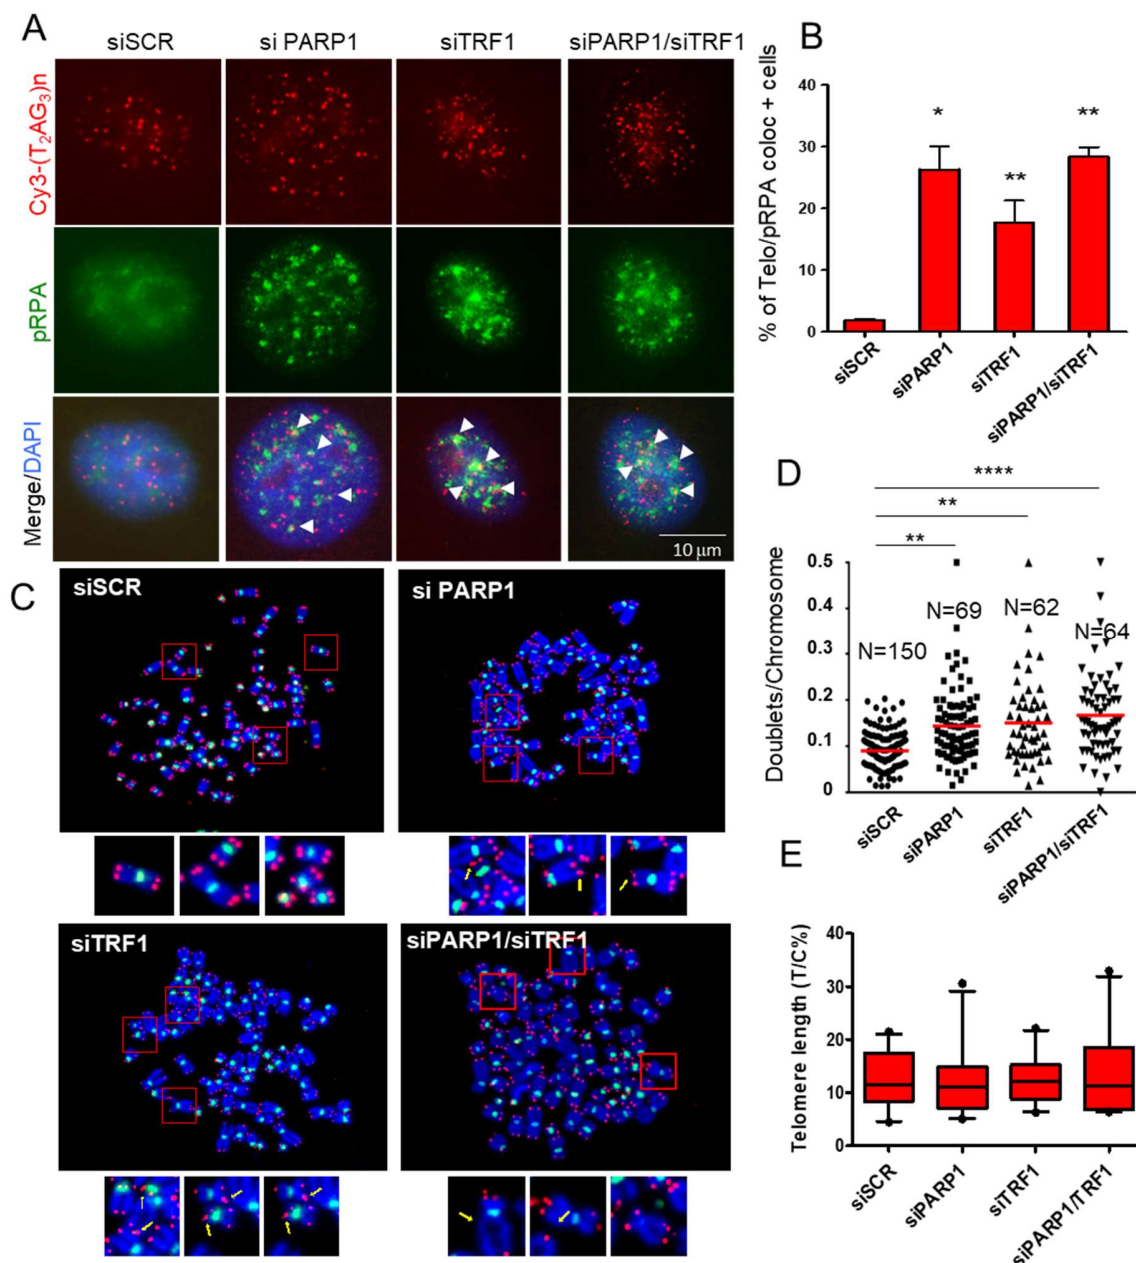 A
siSCR
si PARP1
siTRF1
siPARP1/siTRF1
Cy3-(T2AG3)n
pRPA
Merge/DAPI
10 µm
B
% of Telo/pRPA coloc + cells
40
30
20
10
0
*
**
**
siSCR
siPARP1
siTRF1
siPARP1/siTRF1
C
siSCR
si PARP1
siTRF1
siPARP1/siTRF1
D
****
**
**
Doublets/Chromosome
0.5
0.4
0.3
0.2
0.1
0
N=150
N=69
N=62
N=64
siSCR
siPARP1
siTRF1
siPARP1/siTRF1
E
Telomere length (T/C%)
40
30
20
10
0
siSCR
siPARP1
siTRF1
siPARP1/TRF1